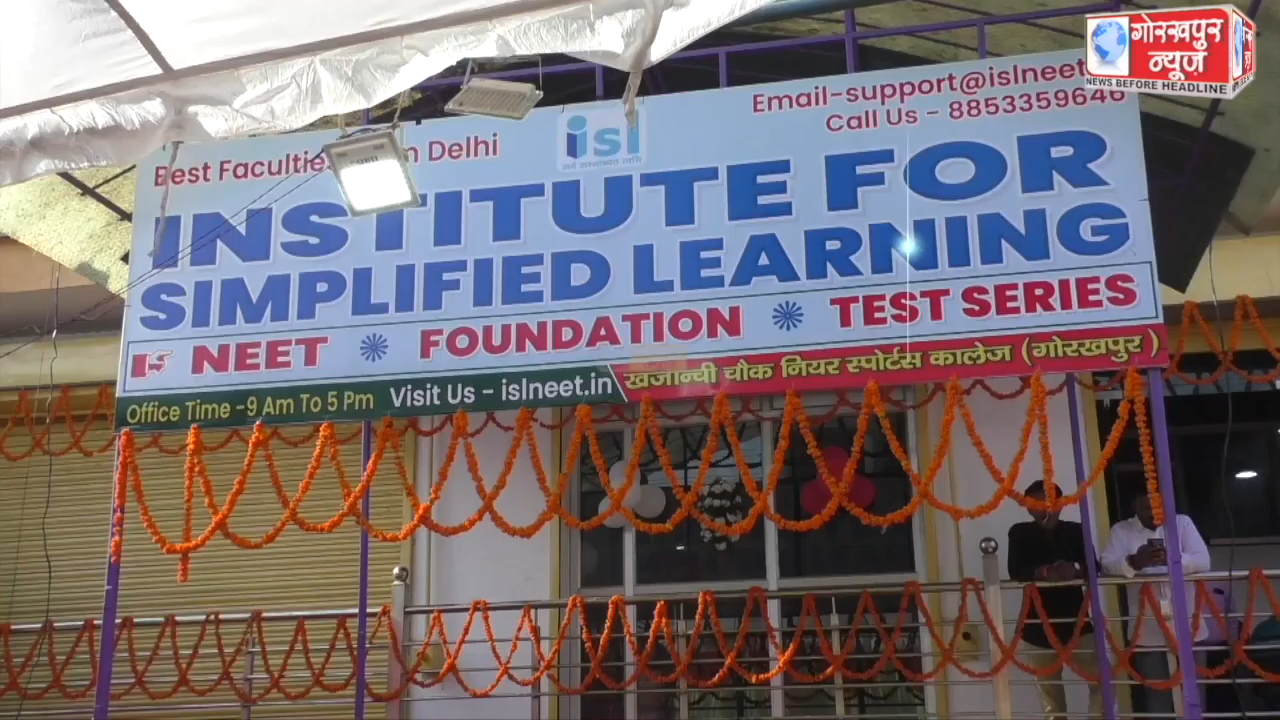 गोरखपुर
न्यूज़
NEWS BEFORE HEADLINE
Email-support@islneet
Call Us - 8853359646
Best Faculties Delhi
isl
INSTITUTE FOR
SIMPLIFIED LEARNING
NEET FOUNDATION TEST SERIES
Office Time -9 Am To 5 Pm Visit Us - islneet.in खजान्ची चौक नियर स्पोर्टस कालेज (गोरखपुर)